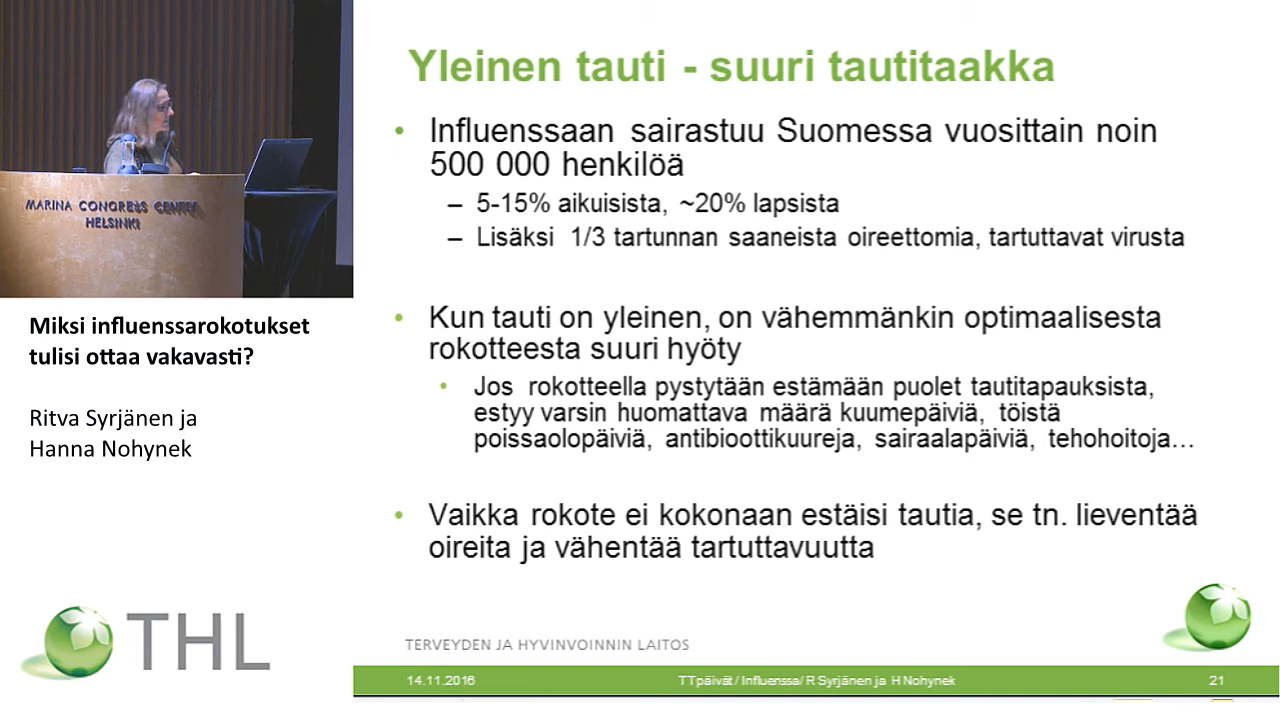 MARINA CONGRESS CENTER
HELSINKI
Miksi influenssarokotukset
tulisi ottaa vakavasti?
Ritva Syrjänen ja
Hanna Nohynek
THL
Yleinen tauti - suuri tautitaakka
• Influenssaan sairastuu Suomessa vuosittain noin
500 000 henkilöä
– 5-15% aikuisista, ~20% lapsista
– Lisäksi 1/3 tartunnan saaneista oireettomia, tartuttavat virusta
• Kun tauti on yleinen, on vähemmänkin optimaalisesta
rokotteesta suuri hyöty
• Jos rokotteella pystytään estämään puolet tautitapauksista,
estyy varsin huomattava määrä kuumepäiviä, töistä
poissaolopäiviä, antibioottikuureja, sairaalapäiviä, tehohoitoja…
• Vaikka rokote ei kokonaan estäisi tautia, se tn. lieventää
oireita ja vähentää tartuttavuutta
TERVEYDEN JA HYVINVOINNIN LAITOS
14.11.2016 TTpäivät / Influenssa/ R Syrjänen ja H Nohynek 21